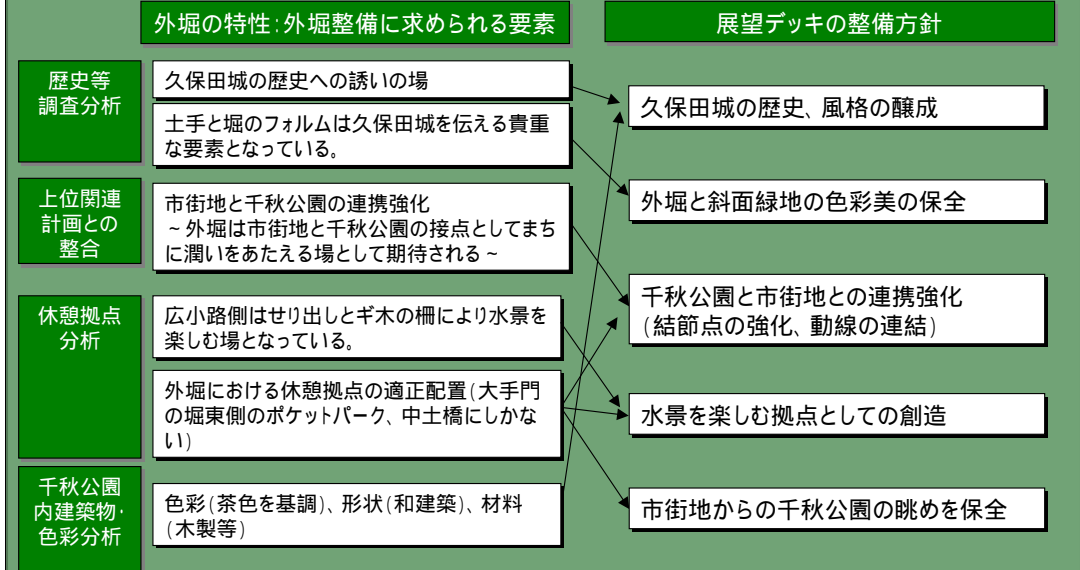 外堀の特性:外堀整備に求められる要素
展望デッキの整備方針
歴史等
調査分析
久保田城の歴史への誘いの場
土手と堀のフォルムは久保田城を伝える貴重
な要素となっている。
上位関連
計画との
整合
市街地と千秋公園の連携強化
~外堀は市街地と千秋公園の接点としてまち
に潤いをあたえる場として期待される~
休憩拠点
分析
広小路側はせり出しとギ木の柵により水景を
楽しむ場となっている。
外堀における休憩拠点の適正配置(大手門
の堀東側のポケットパーク、中土橋にしかな
い)
千秋公園
内建築物・
色彩分析
色彩(茶色を基調)、形状(和建築)、材料
(木製等)
久保田城の歴史、風格の醸成
外堀と斜面緑地の色彩美の保全
千秋公園と市街地との連携強化
(結節点の強化、動線の連結)
水景を楽しむ拠点としての創造
市街地からの千秋公園の眺めを保全